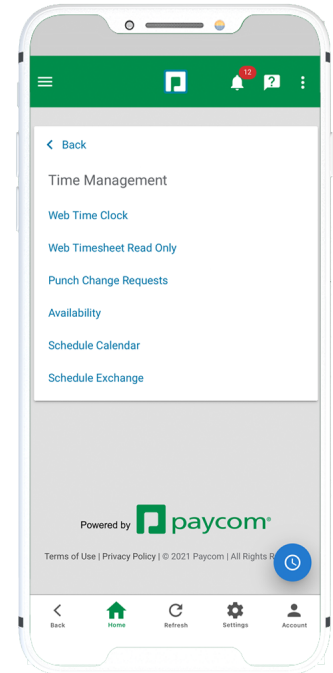 12
Back
Time Management
Web Time Clock
Web Timesheet Read Only
Punch Change Requests
Availability
Schedule Calendar
Schedule Exchange
Powered by paycom®
Terms of Use | Privacy Policy | © 2021 Paycom | All Rights
Back Home Refresh Settings Account